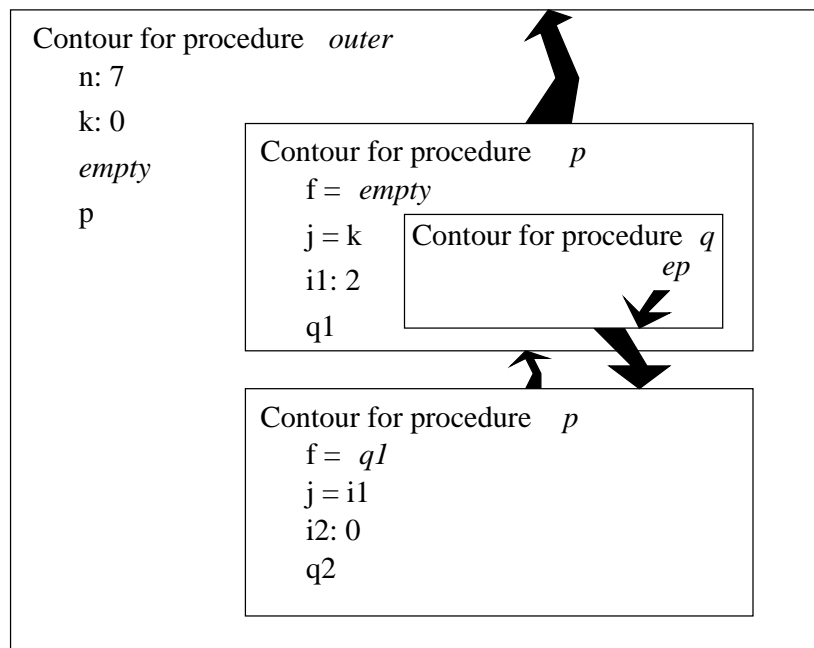 Contour for procedure outer
n: 7
k: 0
empty
p
Contour for procedure p
f = empty
j = k
i1: 2
q1
Contour for procedure q
ep
Contour for procedure p
f = q1
j = i1
i2: 0
q2